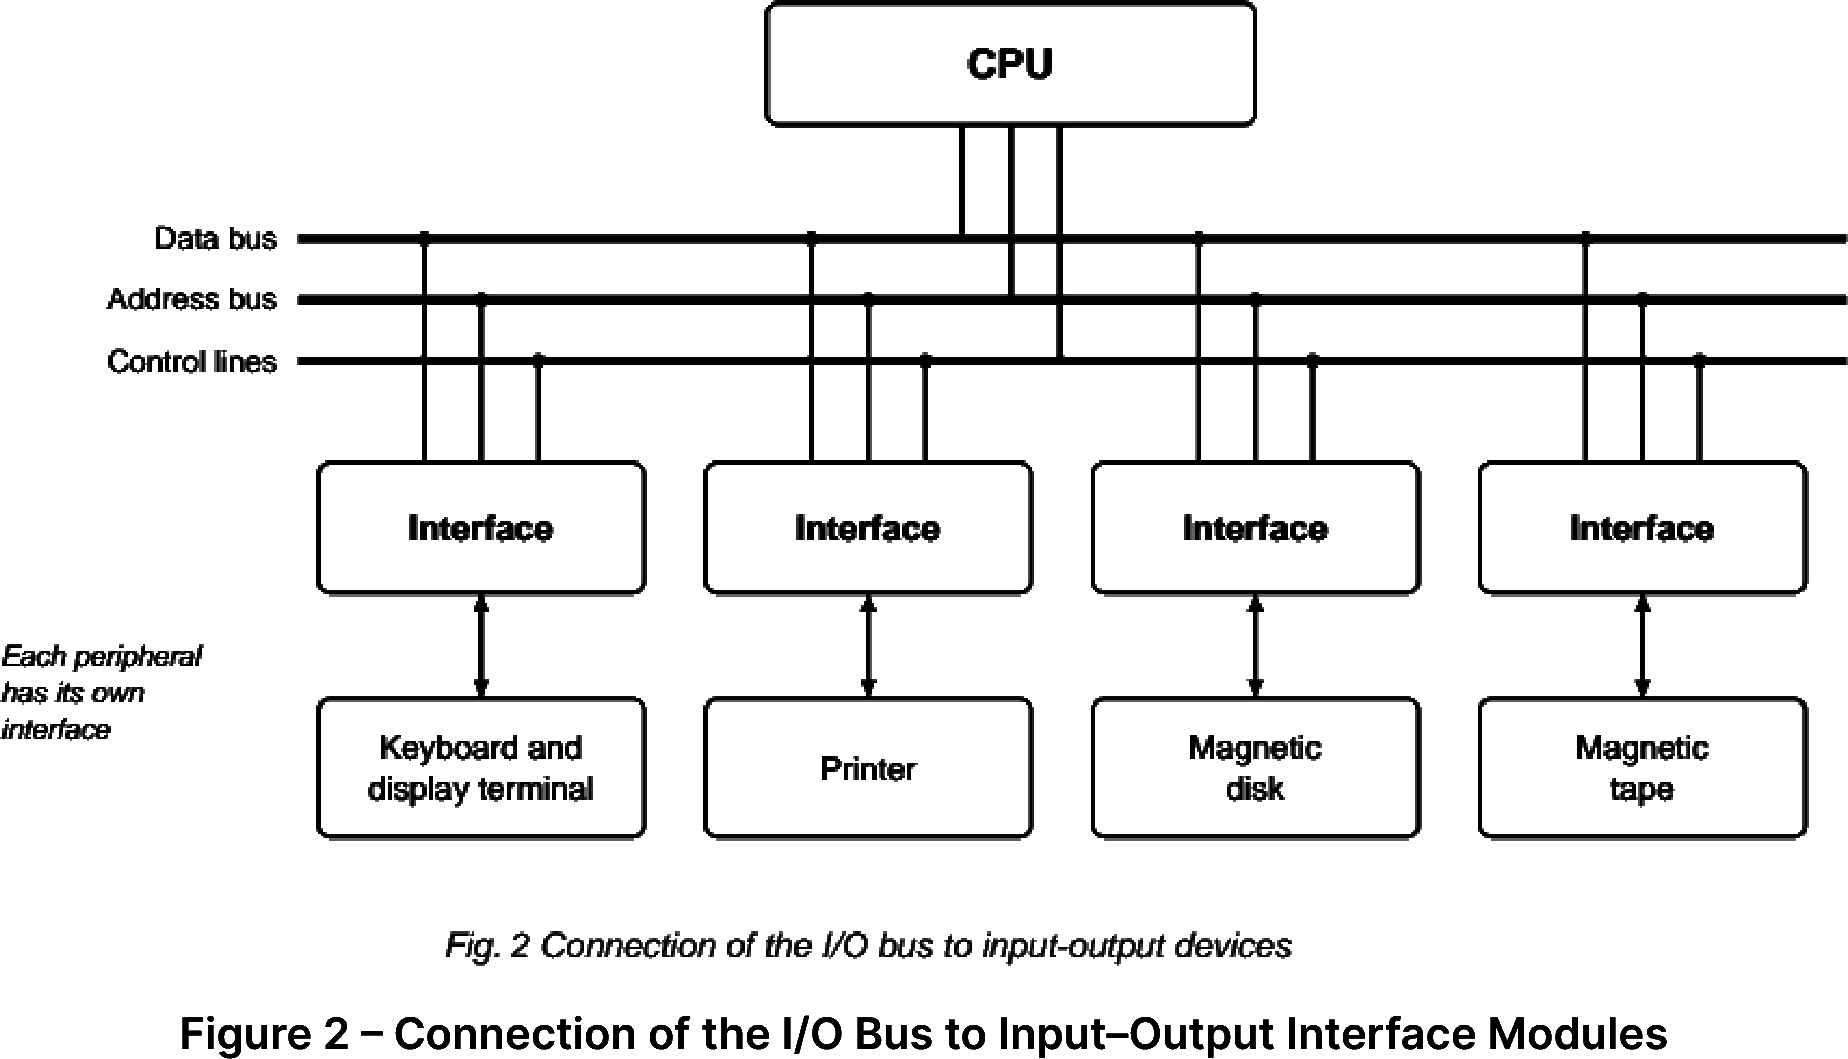 CPU
Data bus
Address bus
Control lines
Interface
Interface
Interface
Interface
Each peripheral
has its own
interface
Keyboard and
display terminal
Printer
Magnetic
disk
Magnetic
tape
Fig. 2 Connection of the I/O bus to input-output devices
Figure 2 – Connection of the I/O Bus to Input–Output Interface Modules